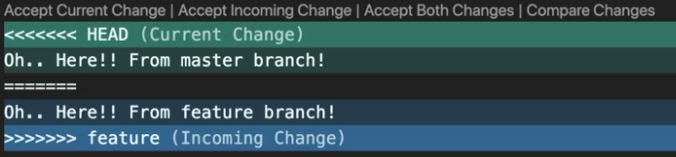 Accept Current Change | Accept Incoming Change | Accept Both Changes | Compare Changes
<<<<<<< HEAD (Current Change)
Oh.. Here!! From master branch!
=======
Oh.. Here!! From feature branch!
>>>>>>> feature (Incoming Change)